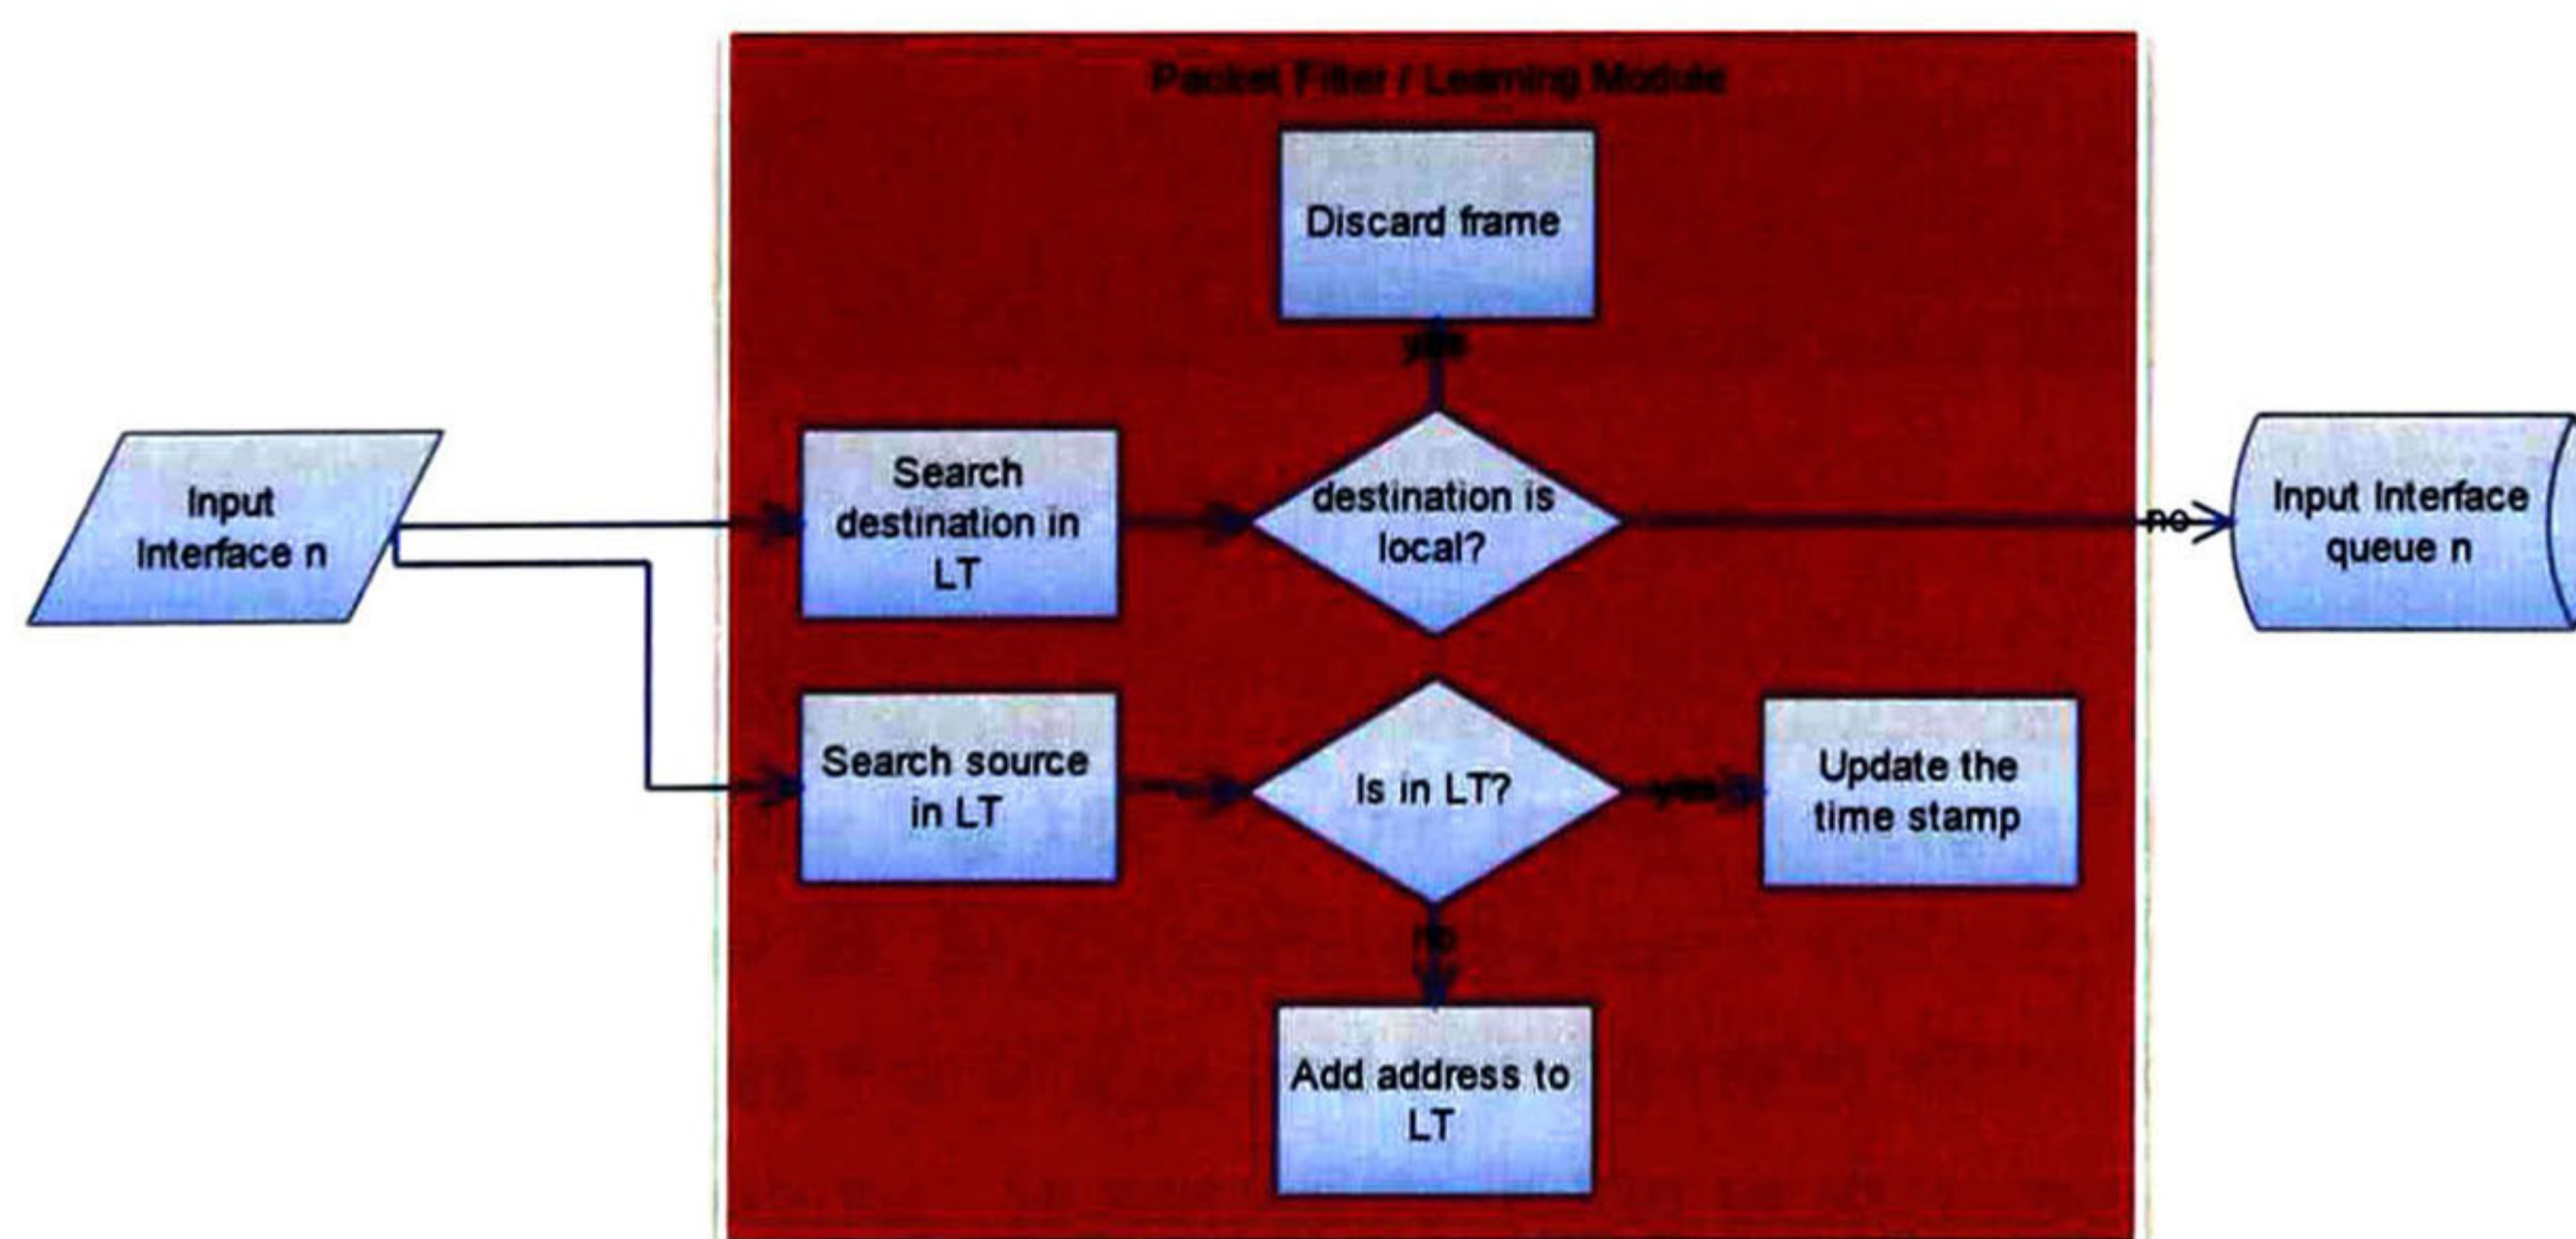 Packet Filter / Learning Module
Discard frame
yes
Input
Interface n
Search
destination in
LT
destination is
local?
no
Input Interface
queue n
Search source
in LT
Is in LT?
yes
Update the
time stamp
no
Add address to
LT